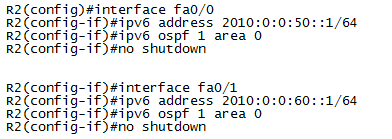 R2(config)#interface fa0/0
R2(config-if)#ipv6 address 2010:0:0:50::1/64
R2(config-if)#ipv6 ospf 1 area 0
R2(config-if)#no shutdown
R2(config-if)#interface fa0/1
R2(config-if)#ipv6 address 2010:0:0:60::1/64
R2(config-if)#ipv6 ospf 1 area 0
R2(config-if)#no shutdown